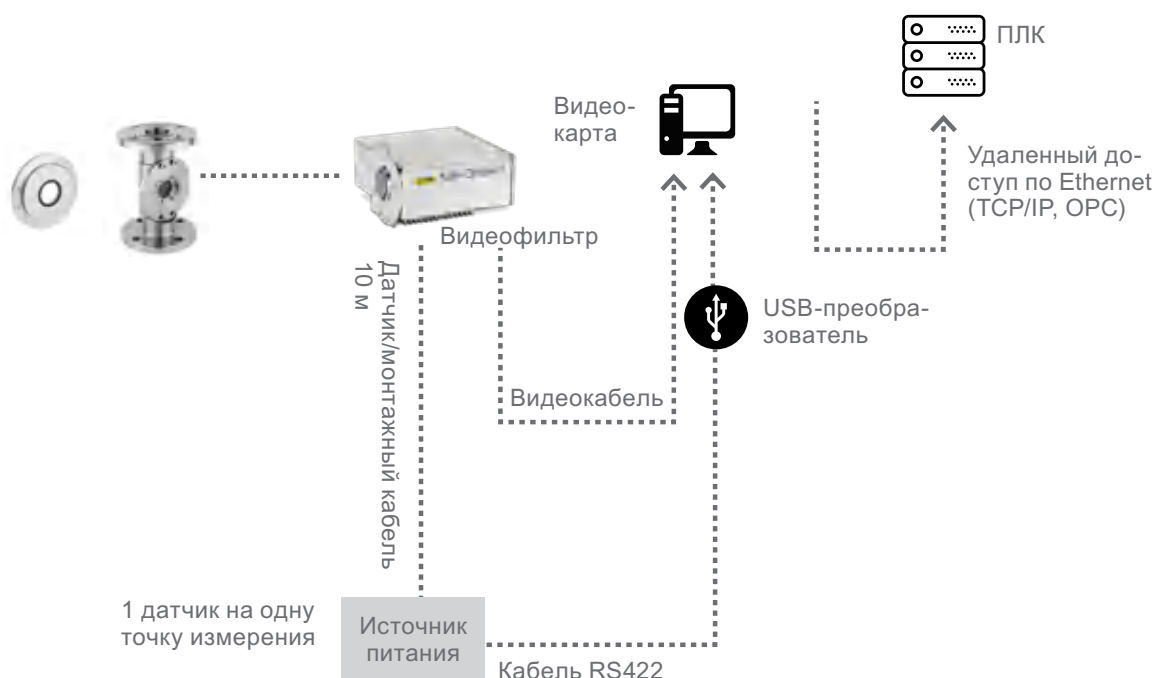 ПЛК
Видео-
карта
Удаленный до-
ступ по Ethernet
(TCP/IP, OPC)
Видеофильтр
Датчик/монтажный кабель
10 м
USB-преобра-
зователь
Видеокабель
1 датчик на одну
точку измерения
Источник
питания
Кабель RS422